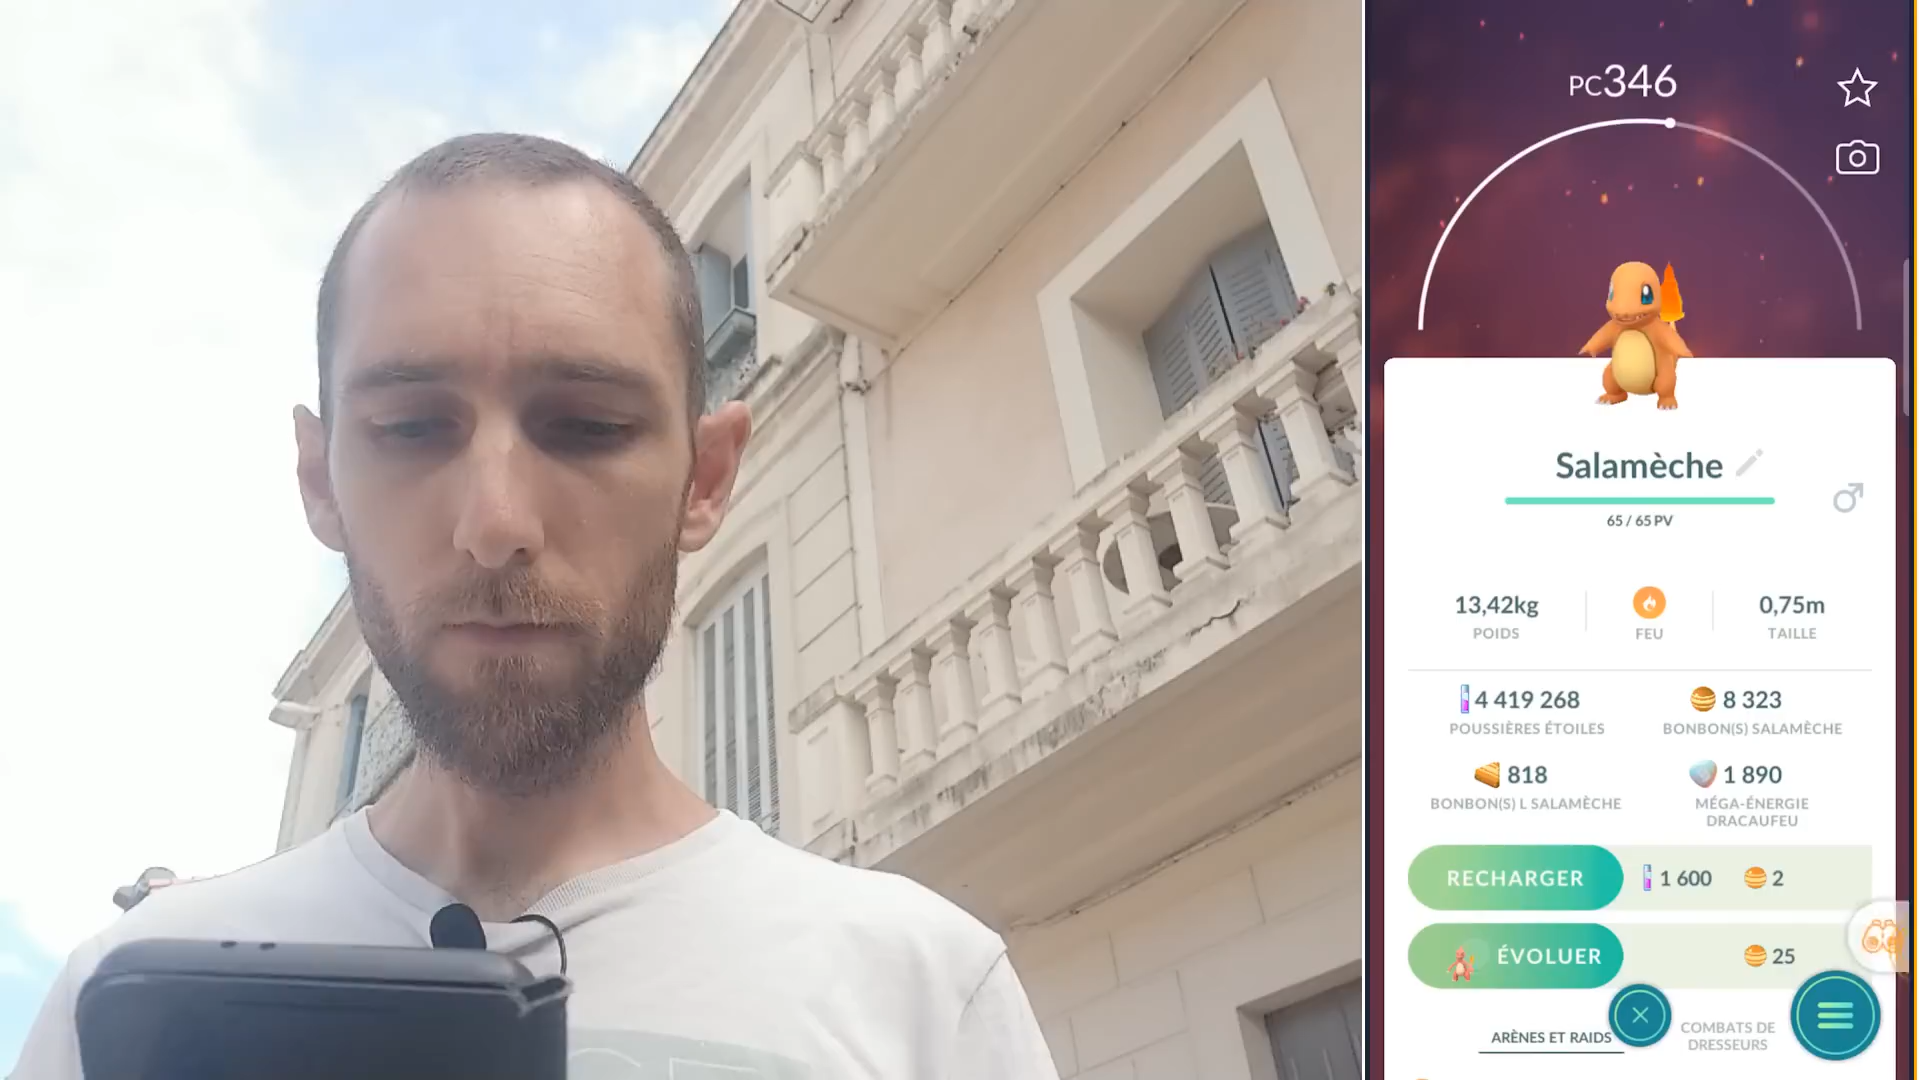 PC346
Salamèche
65 / 65 PV
13,42kg
POIDS
FEU
0,75m
TAILLE
4 419 268
POUSSIÈRES ÉTOILES
8 323
BONBON(S) SALAMÈCHE
818
BONBON(S) L SALAMÈCHE
1 890
MÉGA-ÉNERGIE
DRACAUFEU
RECHARGER
1 600
2
ÉVOLUER
25
ARÈNES ET RAIDS
COMBATS DE
DRESSEURS